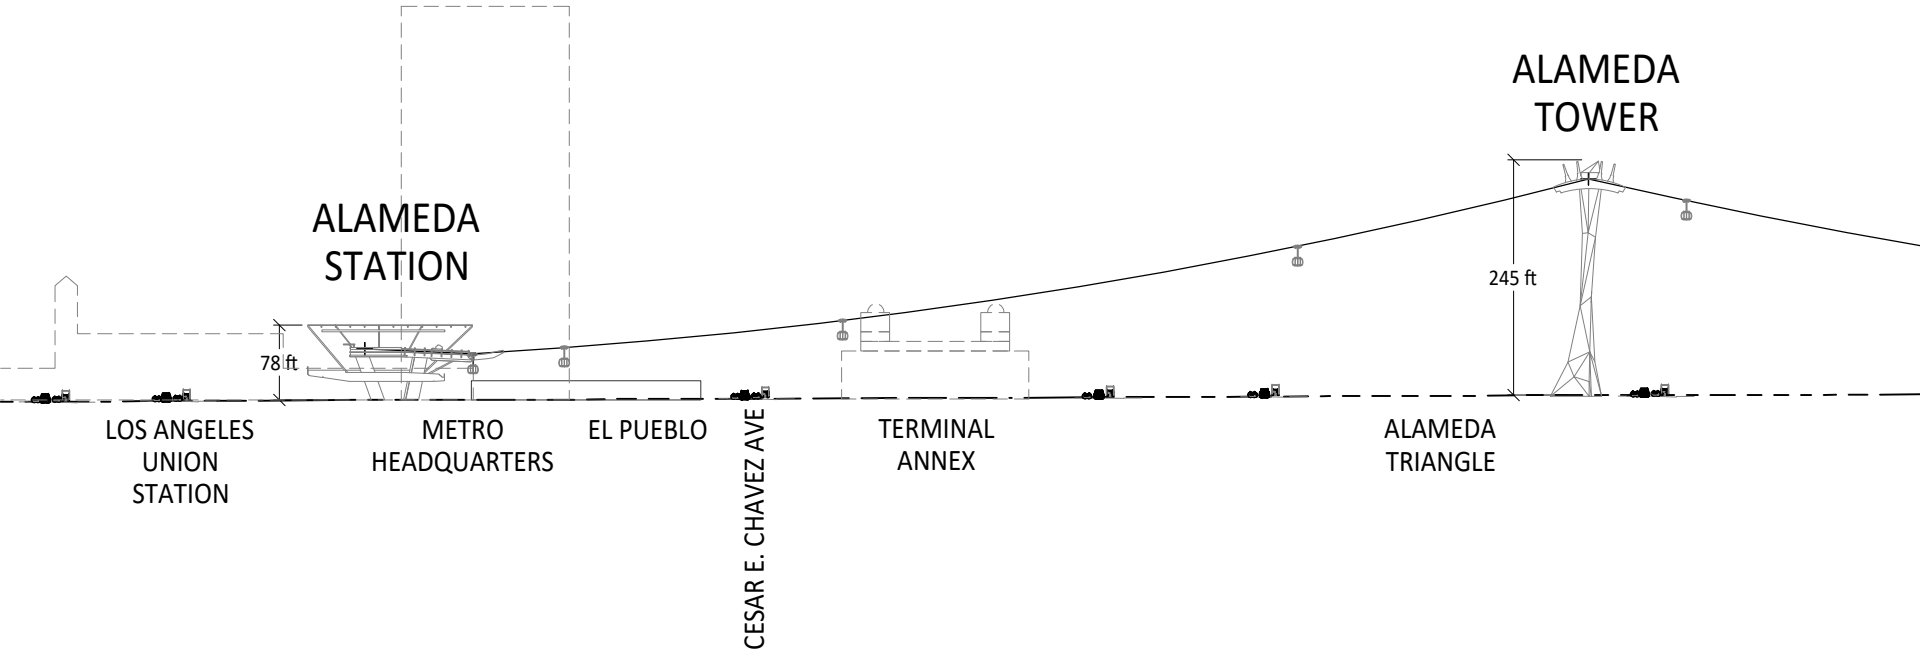 ALAMEDA
TOWER
ALAMEDA
STATION
245 ft
78 ft
LOS ANGELES
UNION
STATION
METRO
HEADQUARTERS
EL PUEBLO
CESAR E. CHAVEZ AVE
TERMINAL
ANNEX
ALAMEDA
TRIANGLE